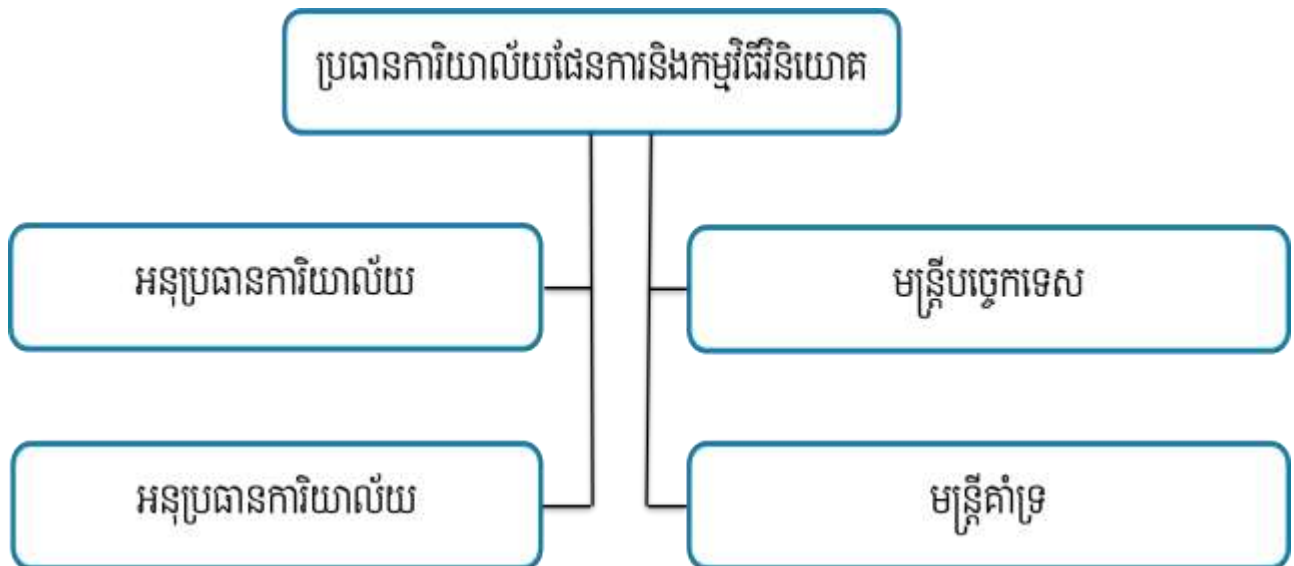 ប្រធានការិយាល័យផែនការនិងកម្មវិធីវិនិយោគ
អនុប្រធានការិយាល័យ
មន្ត្រីបច្ចេកទេស
អនុប្រធានការិយាល័យ
មន្ត្រីគាំទ្រ